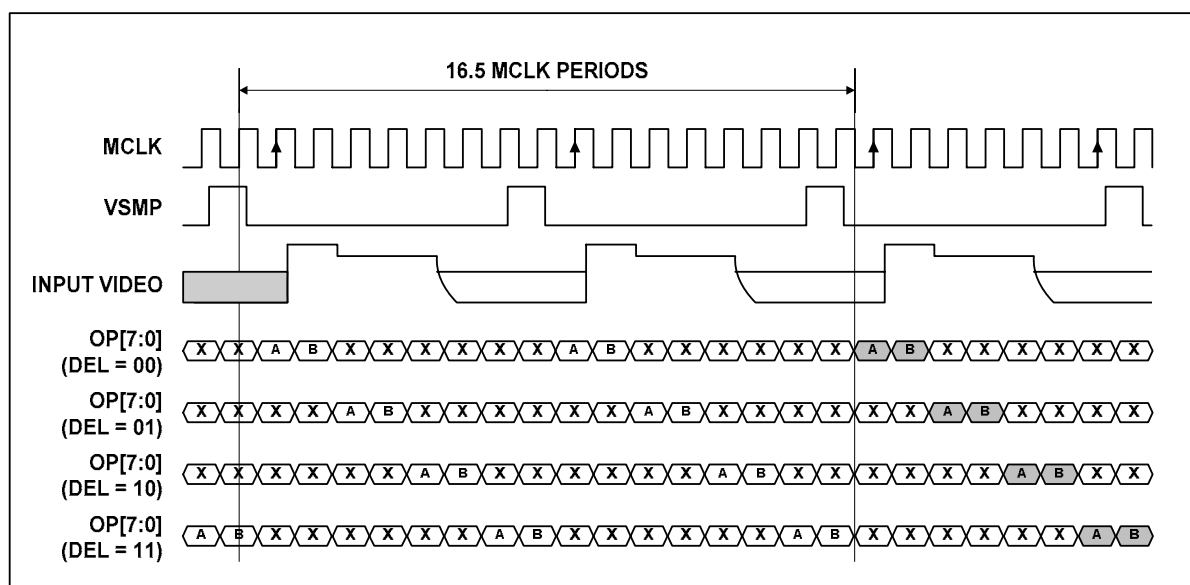 16.5 MCLK PERIODS
MCLK
VSMP
INPUT VIDEO
OP[7:0]
(DEL = 00)
X X A B X X X X X X A B X X X X X X A B X X X X X X
OP[7:0]
(DEL = 01)
X X X X A B X X X X X X A B X X X X X X A B X X X X
OP[7:0]
(DEL = 10)
X X X X X X A B X X X X X X A B X X X X X X A B X X
OP[7:0]
(DEL = 11)
A B X X X X X X A B X X X X X X A B X X X X X X A B